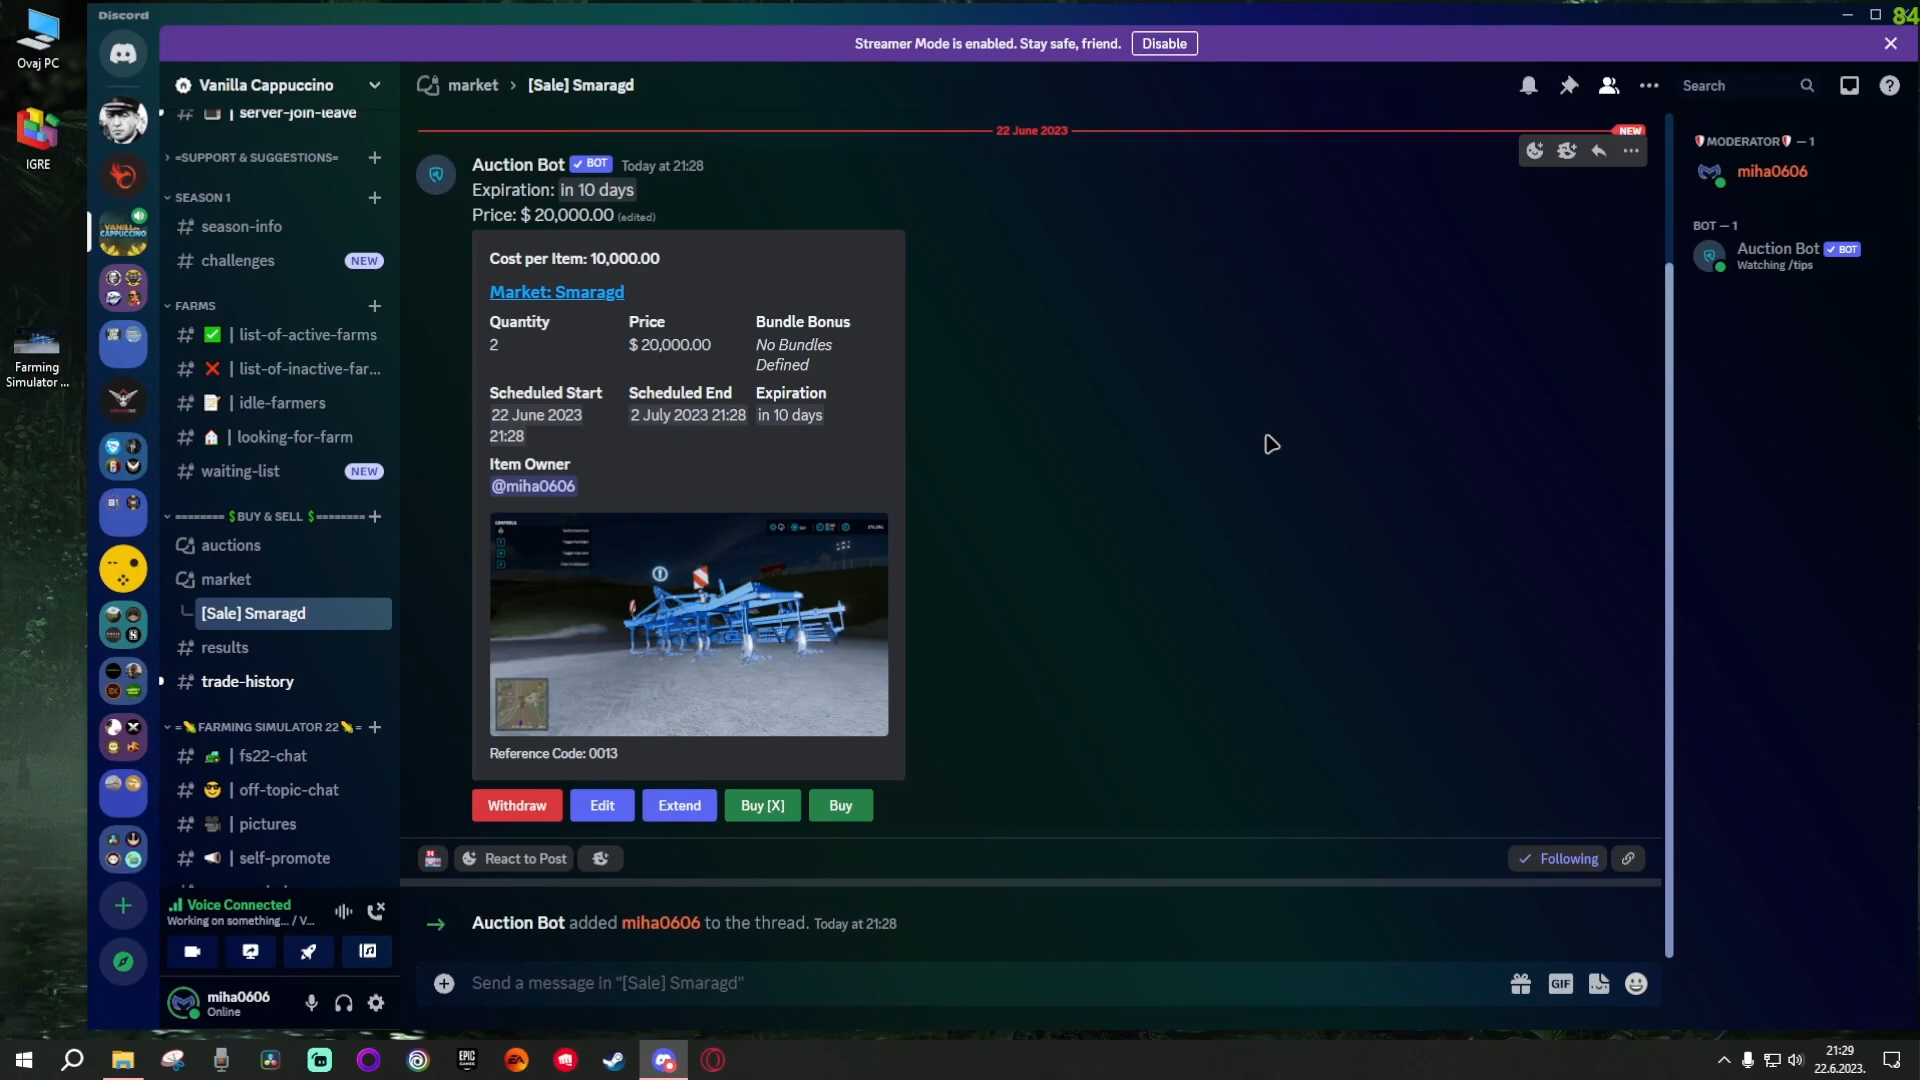 Discord
84
Ovaj PC
IGRE
Farming
Simulator ...
Streamer Mode is enabled. Stay safe, friend.
Disable
Vanilla Cappuccino
market
[Sale] Smaragd
Search
| server-join-leave
=SUPPORT & SUGGESTIONS=
SEASON 1
season-info
challenges
NEW
FARMS
| list-of-active-farms
| list-of-inactive-far...
| idle-farmers
| looking-for-farm
waiting-list
NEW
======== $BUY & SELL $========
auctions
market
[Sale] Smaragd
results
trade-history
=🌽FARMING SIMULATOR 22🌽=
| fs22-chat
| off-topic-chat
| pictures
| self-promote
Voice Connected
Working on something... / V...
miha0606
Online
22 June 2023
NEW
Auction Bot
BOT
Today at 21:28
Expiration: in 10 days
Price: $ 20,000.00 (edited)
Cost per Item: 10,000.00
Market: Smaragd
Quantity
Price
Bundle Bonus
2
$ 20,000.00
No Bundles
Defined
Scheduled Start
Scheduled End
Expiration
22 June 2023
21:28
2 July 2023 21:28
in 10 days
Item Owner
@miha0606
CONTROLS
Reference Code: 0013
Withdraw
Edit
Extend
Buy [X]
Buy
React to Post
Following
Auction Bot added miha0606 to the thread. Today at 21:28
Send a message in "[Sale] Smaragd"
GIF
MODERATOR — 1
miha0606
BOT — 1
Auction Bot
BOT
Watching /tips
VANILLA
CAPPUCCINO
EPIC
GAMES
EA
21:29
22.6.2023.